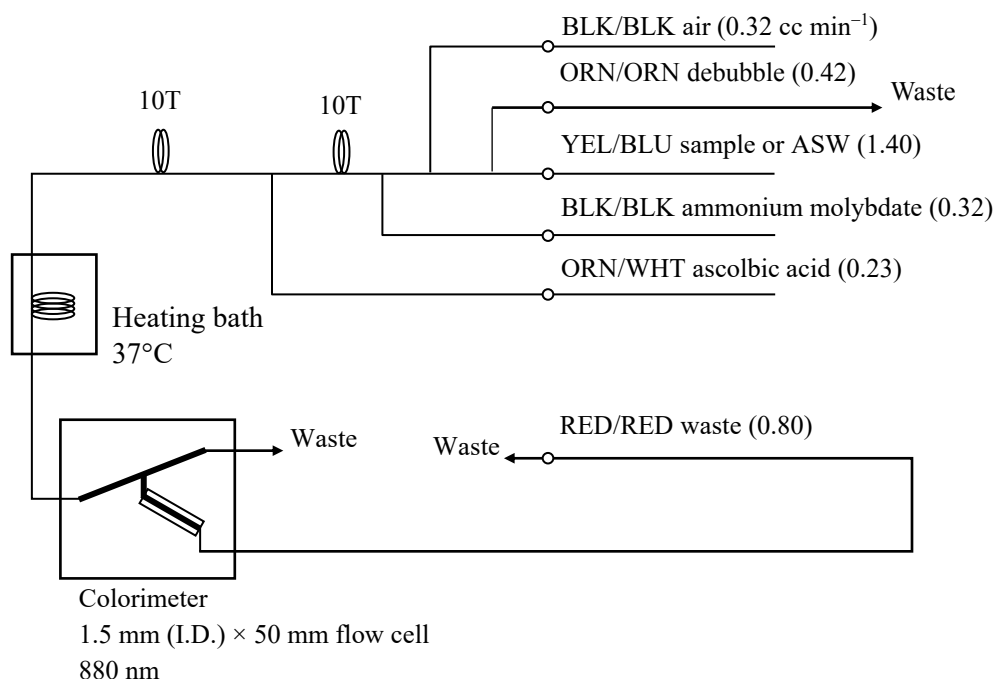 BLK/BLK air (0.32 cc min⁻¹)
ORN/ORN debubble (0.42)
Waste
10T
10T
YEL/BLU sample or ASW (1.40)
BLK/BLK ammonium molybdate (0.32)
ORN/WHT ascolbic acid (0.23)
Heating bath
37°C
RED/RED waste (0.80)
Waste
Waste
Colorimeter
1.5 mm (I.D.) × 50 mm flow cell
880 nm